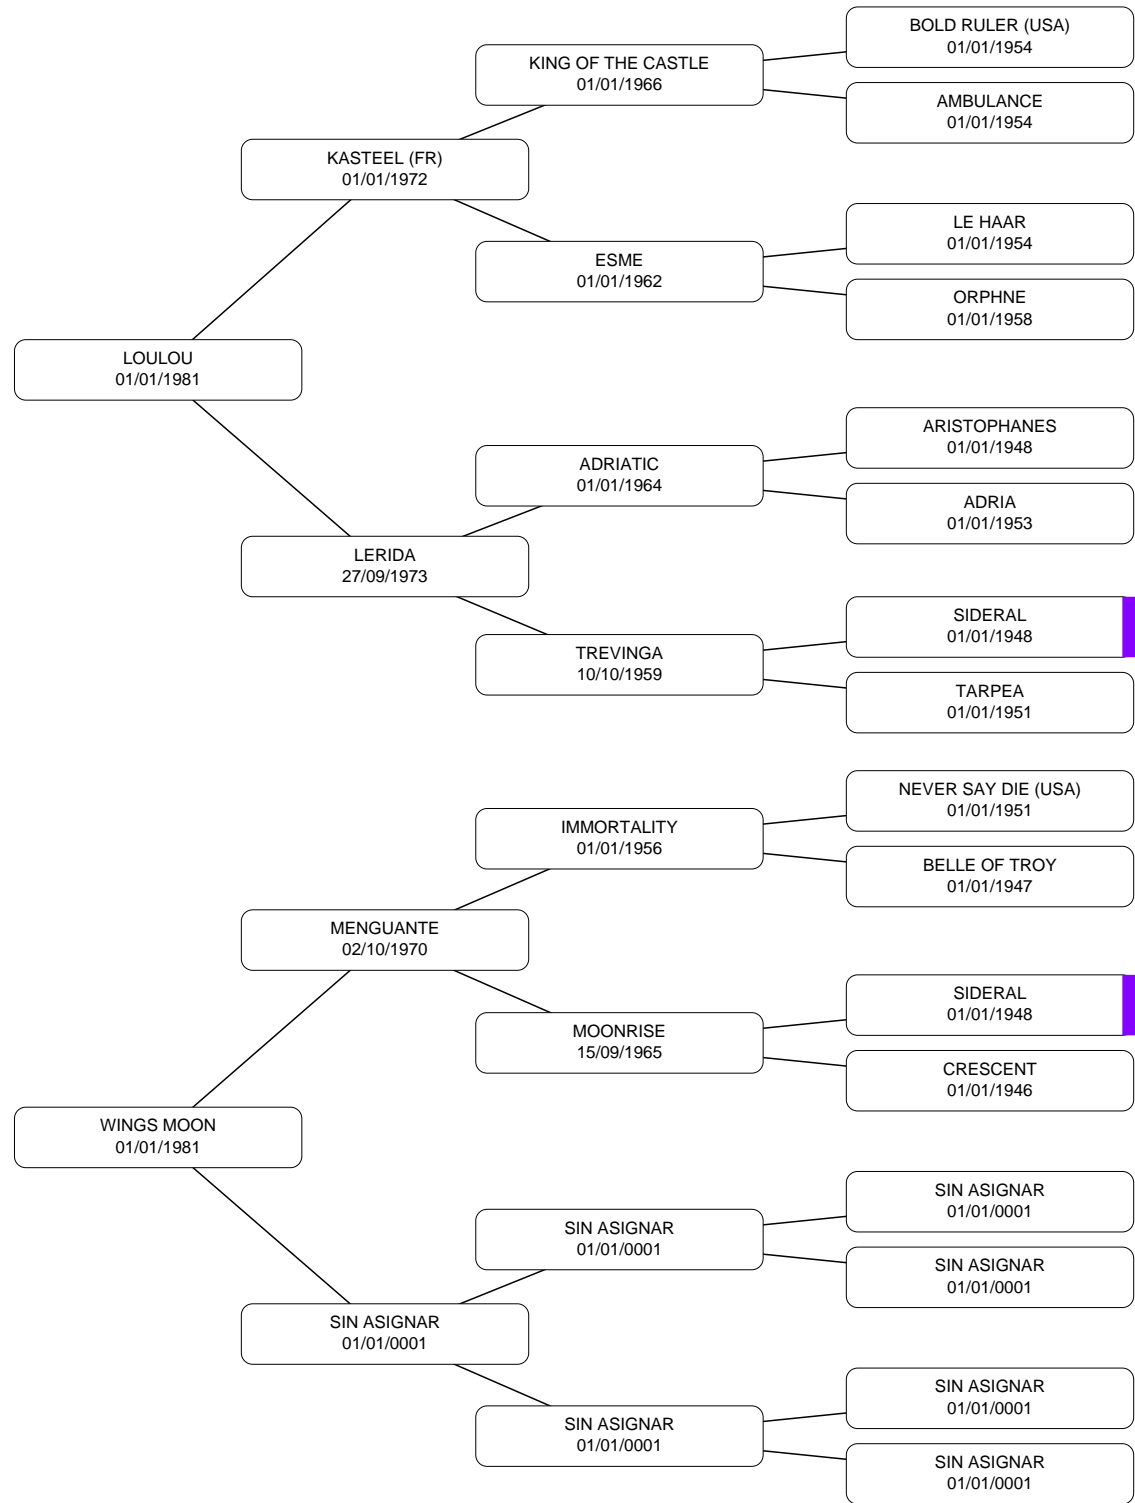 BOLD RULER (USA)
01/01/1954
KING OF THE CASTLE
01/01/1966
AMBULANCE
01/01/1954
KASTEEL (FR)
01/01/1972
LE HAAR
01/01/1954
ESME
01/01/1962
ORPHNE
01/01/1958
LOULOU
01/01/1981
ARISTOPHANES
01/01/1948
ADRIATIC
01/01/1964
ADRIA
01/01/1953
LERIDA
27/09/1973
SIDERAL
01/01/1948
TREVINGA
10/10/1959
TARPEA
01/01/1951
NEVER SAY DIE (USA)
01/01/1951
IMMORTALITY
01/01/1956
BELLE OF TROY
01/01/1947
MENGUANTE
02/10/1970
SIDERAL
01/01/1948
MOONRISE
15/09/1965
CRESCENT
01/01/1946
WINGS MOON
01/01/1981
SIN ASIGNAR
01/01/0001
SIN ASIGNAR
01/01/0001
SIN ASIGNAR
01/01/0001
SIN ASIGNAR
01/01/0001
SIN ASIGNAR
01/01/0001
SIN ASIGNAR
01/01/0001
SIN ASIGNAR
01/01/0001